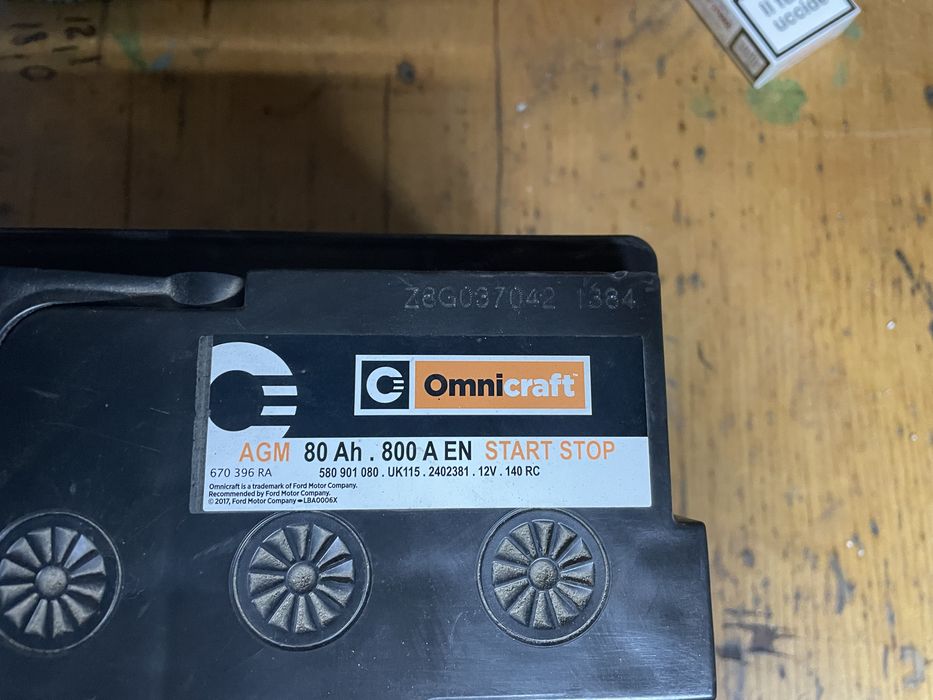 Z8G037042 1384
Omnicraft™
AGM 80 Ah . 800 A EN START STOP
670 396 RA 580 901 080 . UK115 . 2402381 . 12V . 140 RC
Omnicraft is a trademark of Ford Motor Company.
Recommended by Ford Motor Company.
© 2017, Ford Motor Company LBA0006X